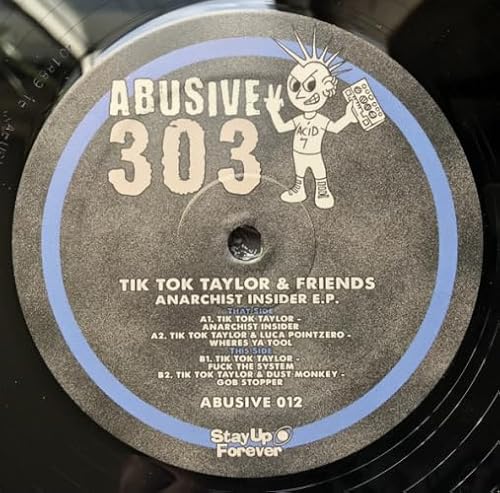 ABUSIVE
303
ACID
7
TIK TOK TAYLOR & FRIENDS
ANARCHIST INSIDER E.P.
THAT SIDE
A1. TIK TOK TAYLOR -
ANARCHIST INSIDER
A2. TIK TOK TAYLOR & LUCA POINTZERO -
WHERES YA TOOL
THIS SIDE
B1. TIK TOK TAYLOR -
FUCK THE SYSTEM
B2. TIK TOK TAYLOR & DUST MONKEY -
GOB STOPPER
ABUSIVE 012
StayUp
Forever